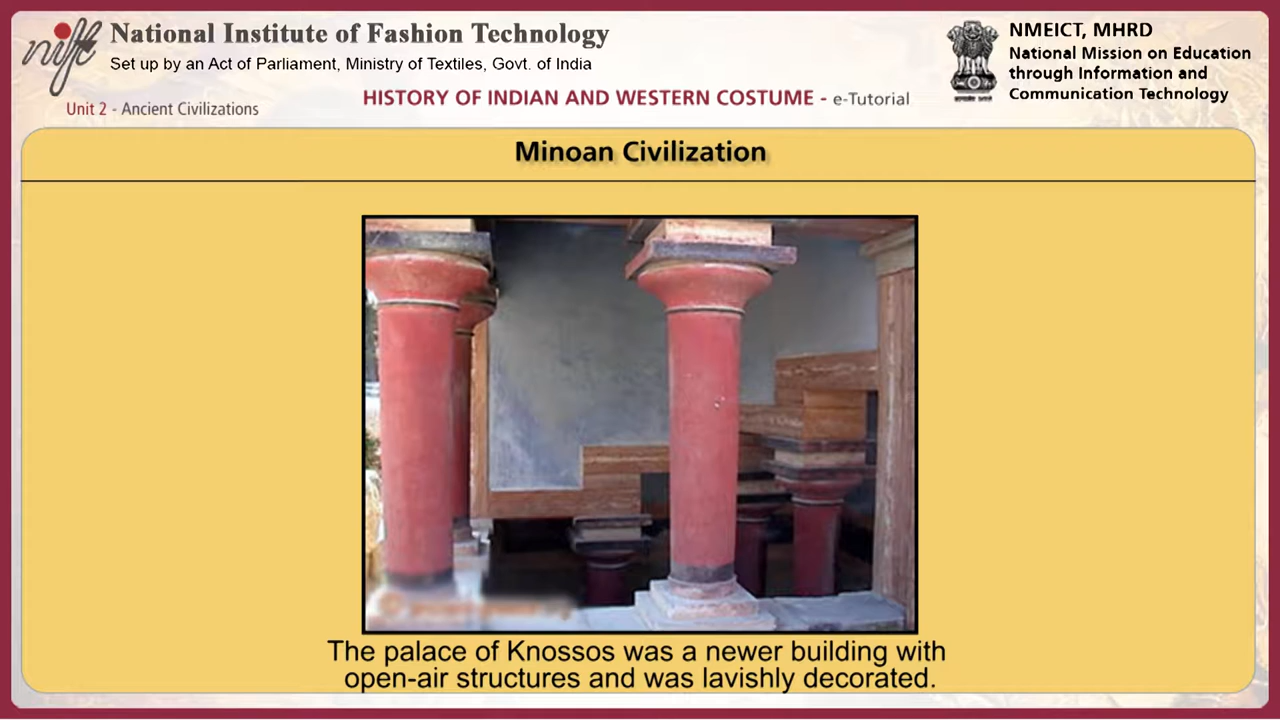 nift
National Institute of Fashion Technology
Set up by an Act of Parliament, Ministry of Textiles, Govt. of India
Unit 2 - Ancient Civilizations
HISTORY OF INDIAN AND WESTERN COSTUME - e-Tutorial
NMEICT, MHRD
National Mission on Education
through Information and
Communication Technology
Minoan Civilization
The palace of Knossos was a newer building with
open-air structures and was lavishly decorated.